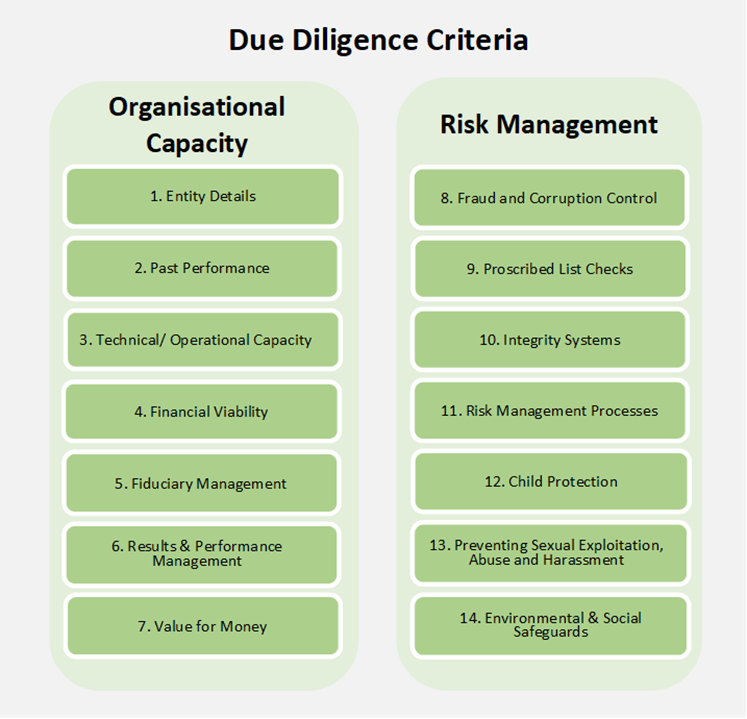 Due Diligence Criteria
Organisational
Capacity
1. Entity Details
2. Past Performance
3. Technical/ Operational Capacity
4. Financial Viability
5. Fiduciary Management
6. Results & Performance
Management
7. Value for Money
Risk Management
8. Fraud and Corruption Control
9. Proscribed List Checks
10. Integrity Systems
11. Risk Management Processes
12. Child Protection
13. Preventing Sexual Exploitation,
Abuse and Harassment
14. Environmental & Social
Safeguards